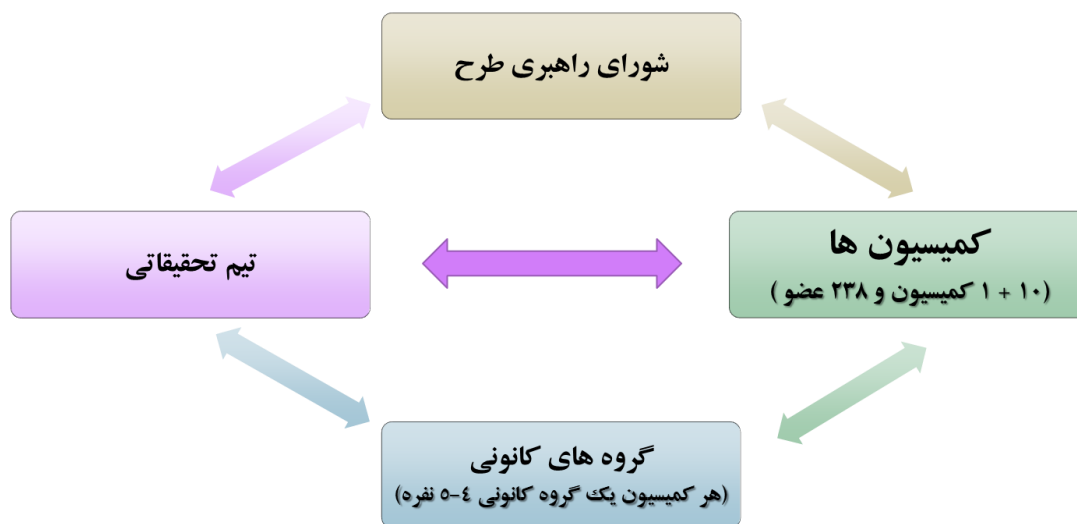 شورای راهبری طرح
تیم تحقیقاتی
کمیسیون ها
(۱۰ + ۱ کمیسیون و ۲۳۸ عضو )
گروه های کانونی
(هر کمیسیون یک گروه کانونی ٤-٥ نفره)